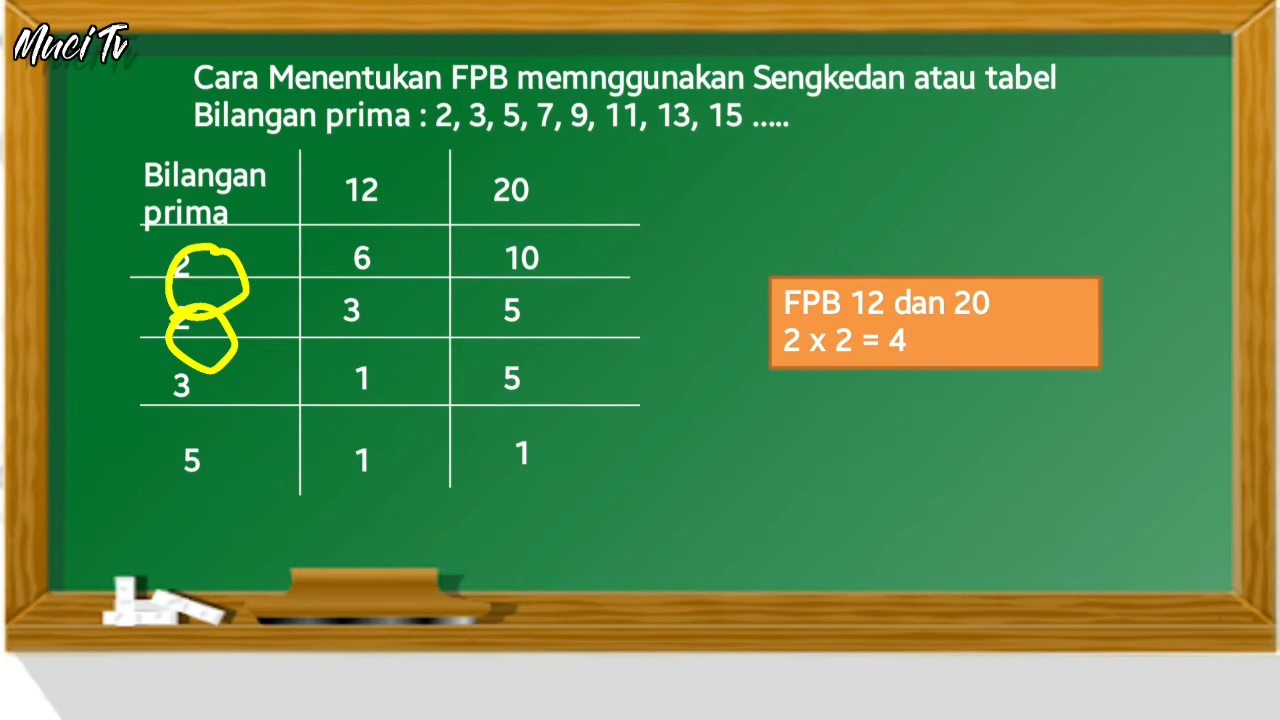 Muci Tv
Cara Menentukan FPB memnggunakan Sengkedan atau tabel
Bilangan prima : 2, 3, 5, 7, 9, 11, 13, 15 .....
Bilangan prima 12 20
2 6 10
2 3 5
3 1 5
5 1 1
FPB 12 dan 20
2 x 2 = 4